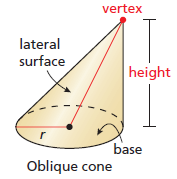 vertex
lateral
surface
height
r
base
Oblique cone